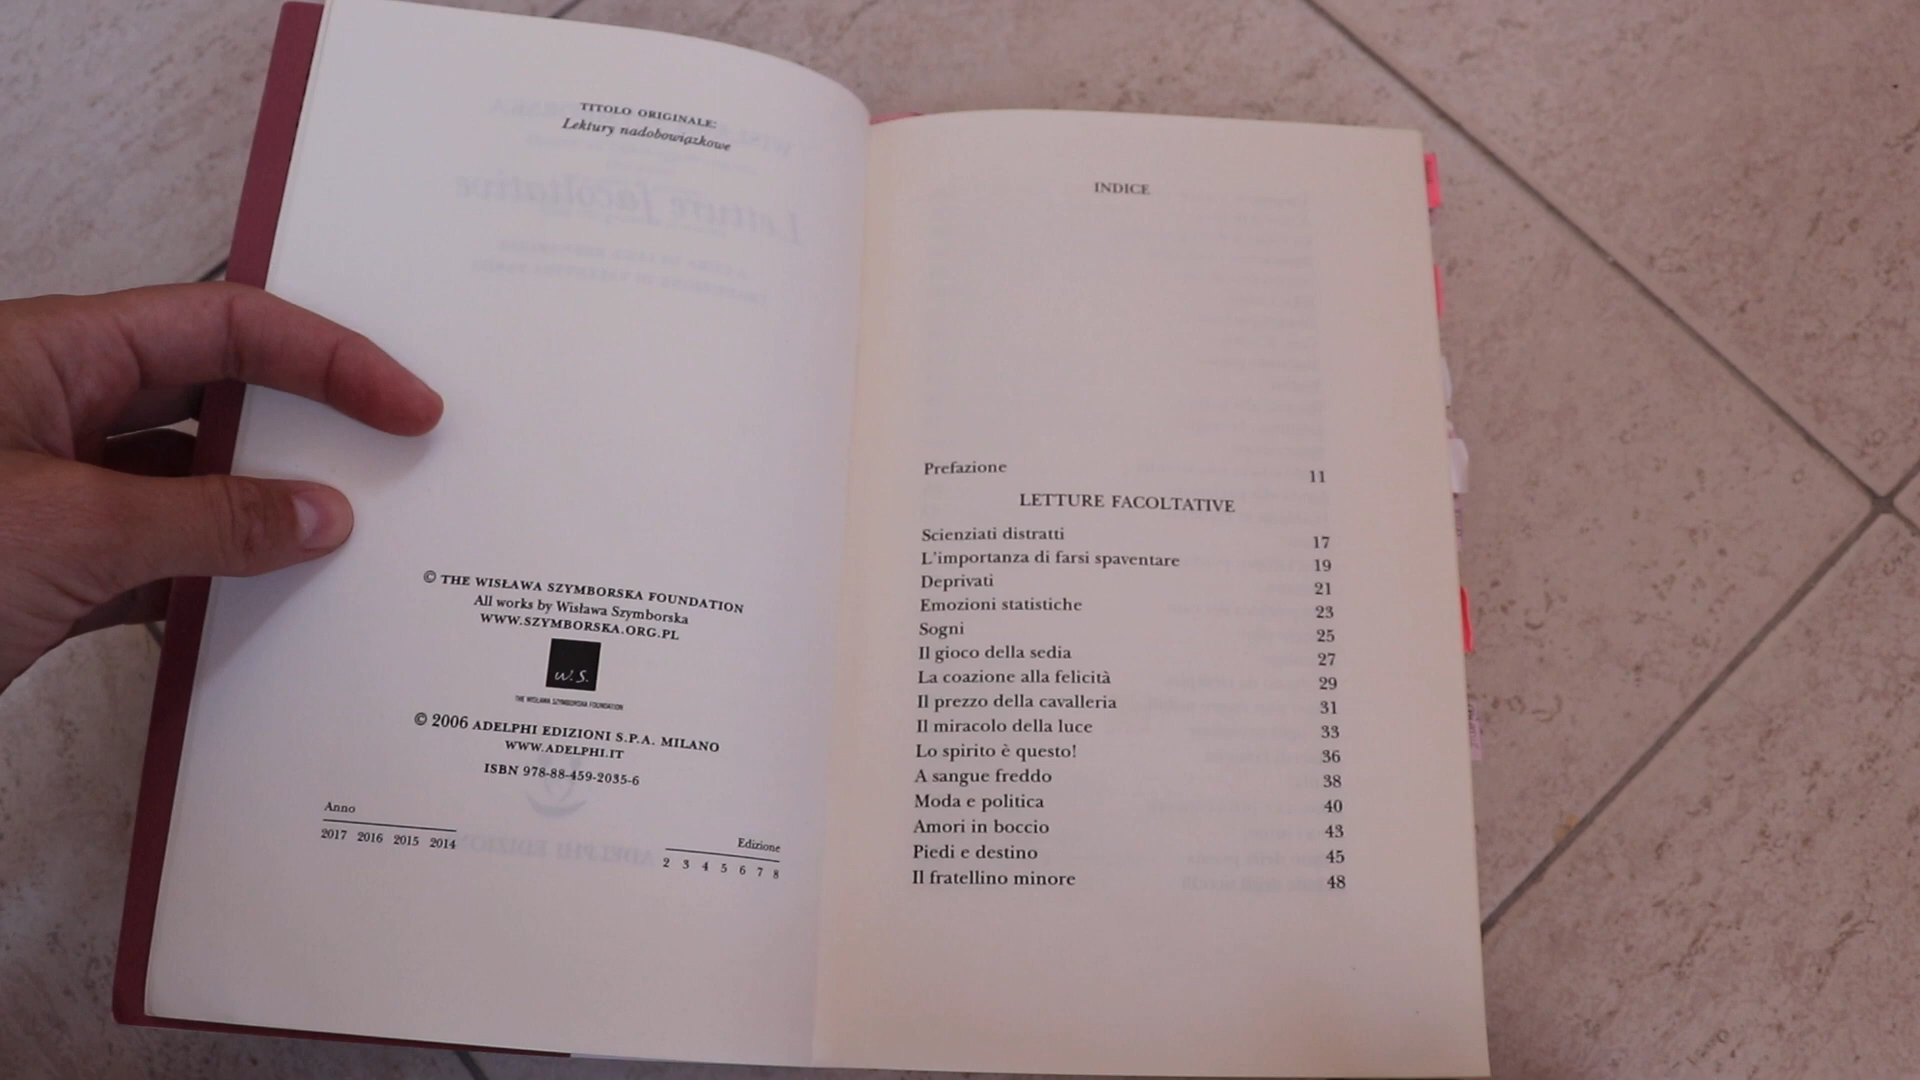 TITOLO ORIGINALE:
Lektury nadobowiązkowe
© THE WISŁAWA SZYMBORSKA FOUNDATION
All works by Wisława Szymborska
WWW.SZYMBORSKA.ORG.PL
W.S.
THE WISŁAWA SZYMBORSKA FOUNDATION
© 2006 ADELPHI EDIZIONI S.P.A. MILANO
WWW.ADELPHI.IT
ISBN 978-88-459-2035-6
Anno
2017 2016 2015 2014
Edizione
2 3 4 5 6 7 8
INDICE
Prefazione 11
LETTURE FACOLTATIVE
Scienziati distratti 17
L'importanza di farsi spaventare 19
Deprivati 21
Emozioni statistiche 23
Sogni 25
Il gioco della sedia 27
La coazione alla felicità 29
Il prezzo della cavalleria 31
Il miracolo della luce 33
Lo spirito è questo! 36
A sangue freddo 38
Moda e politica 40
Amori in boccio 43
Piedi e destino 45
Il fratellino minore 48